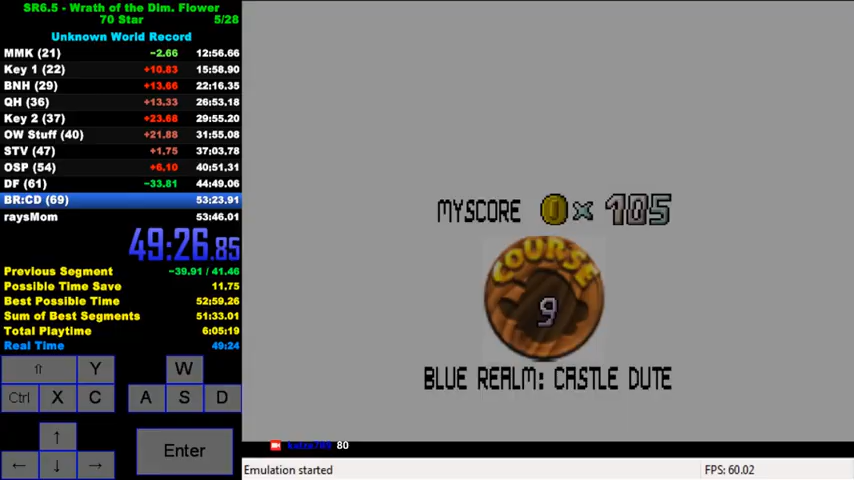 SR6.5 - Wrath of the Dim. Flower
70 Star 5/28
Unknown World Record
MMK (21) −2.66 12:56.66
Key 1 (22) +10.83 15:58.90
BNH (29) +13.66 22:16.35
QH (36) +13.33 26:53.18
Key 2 (37) +23.68 29:55.20
OW Stuff (40) +21.88 31:55.08
STV (47) +1.75 37:03.78
OSP (54) +6.10 40:51.31
DF (61) −33.81 44:49.06
BR:CD (69) 53:23.91
raysMom 53:46.01
49:26.85
Previous Segment −39.91 / 41.46
Possible Time Save 11.75
Best Possible Time 52:59.26
Sum of Best Segments 51:33.01
Total Playtime 6:05:19
Real Time 49:24
⇧ Y W
Ctrl X C A S D
↑ Enter
← ↓ →
MYSCORE × 105
COURSE
9
BLUE REALM: CASTLE DUTE
80
Emulation started FPS: 60.02